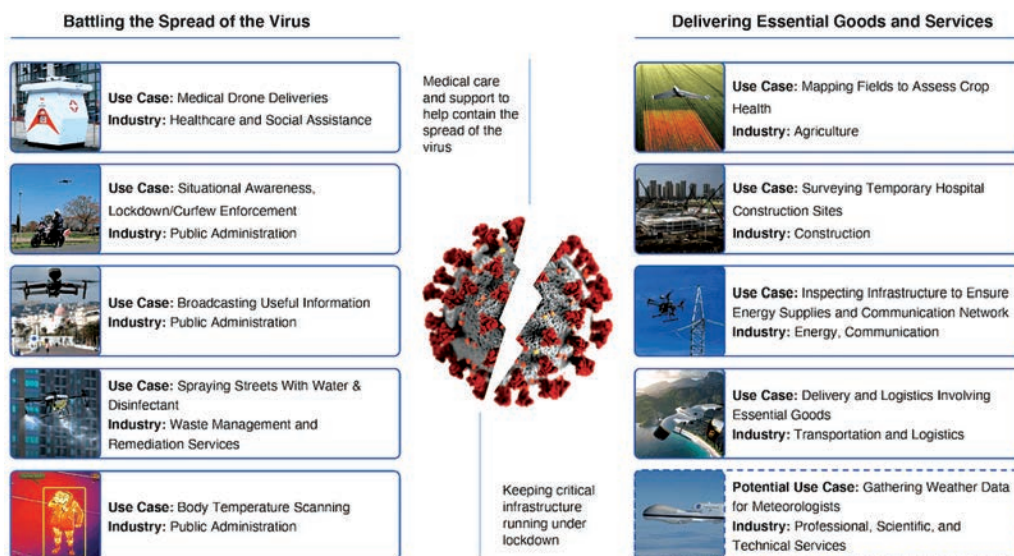 Battling the Spread of the Virus
Use Case: Medical Drone Deliveries
Industry: Healthcare and Social Assistance
Use Case: Situational Awareness,
Lockdown/Curfew Enforcement
Industry: Public Administration
Use Case: Broadcasting Useful Information
Industry: Public Administration
Use Case: Spraying Streets With Water &
Disinfectant
Industry: Waste Management and
Remediation Services
Use Case: Body Temperature Scanning
Industry: Public Administration
Medical care
and support to
help contain the
spread of the
virus
Keeping critical
infrastructure
running under
lockdown
Delivering Essential Goods and Services
Use Case: Mapping Fields to Assess Crop
Health
Industry: Agriculture
Use Case: Surveying Temporary Hospital
Construction Sites
Industry: Construction
Use Case: Inspecting Infrastructure to Ensure
Energy Supplies and Communication Network
Industry: Energy, Communication
Use Case: Delivery and Logistics Involving
Essential Goods
Industry: Transportation and Logistics
Potential Use Case: Gathering Weather Data
for Meteorologists
Industry: Professional, Scientific, and
Technical Services